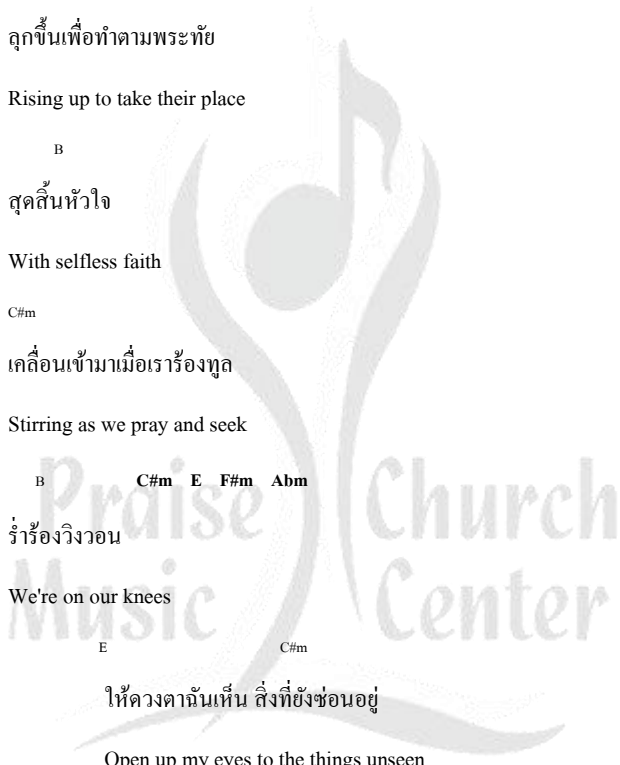 ลุกขึ้นเพื่อทำตามพระทัย
Rising up to take their place
B
สุดสิ้นหัวใจ
With selfless faith
C#m
เคลื่อนเข้ามาเมื่อเราร้องทูล
Stirring as we pray and seek
B C#m E F#m Abm
ร่ำร้องวิงวอน
We're on our knees
E C#m
ให้ดวงตาฉันเห็น สิ่งที่ยังซ่อนอยู่
Open up my eyes to the things unseen
Praise Church
Music Center